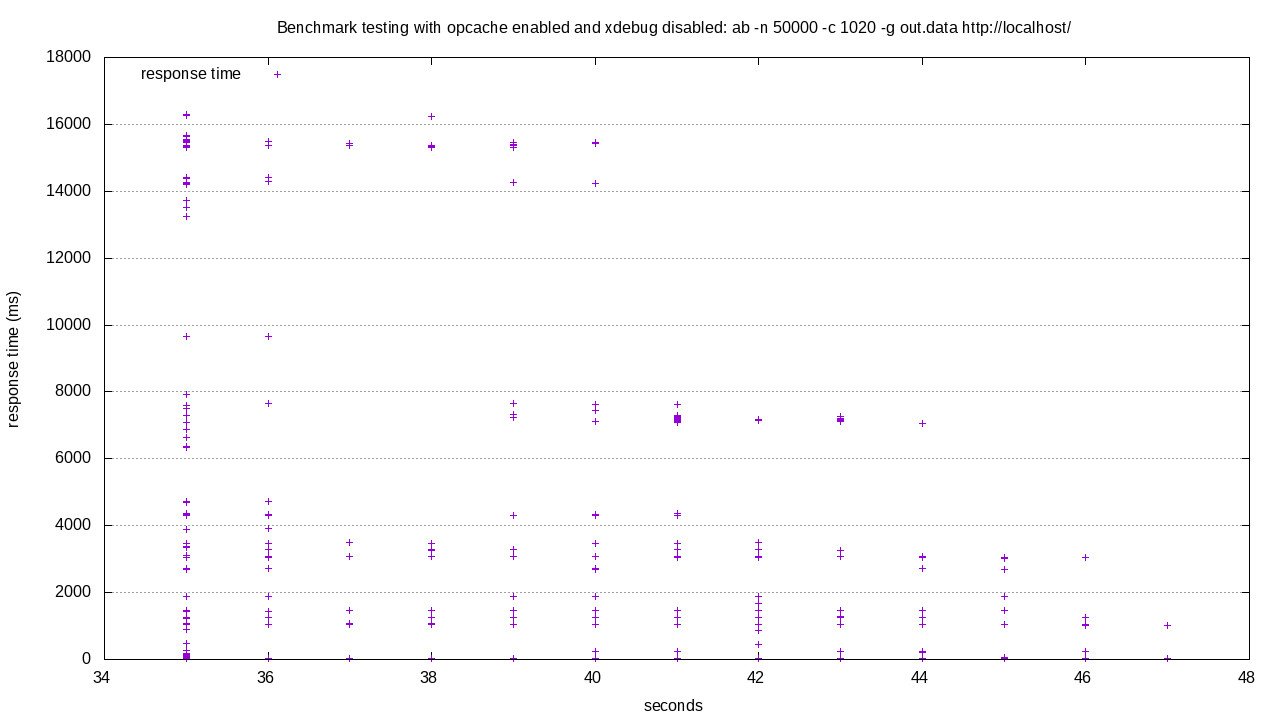 Benchmark testing with opcache enabled and xdebug disabled: ab -n 50000 -c 1020 -g out.data http://localhost/
18000
response time
16000
14000
12000
10000
8000
6000
4000
2000
0
response time (ms)
34 36 38 40 42 44 46 48
seconds